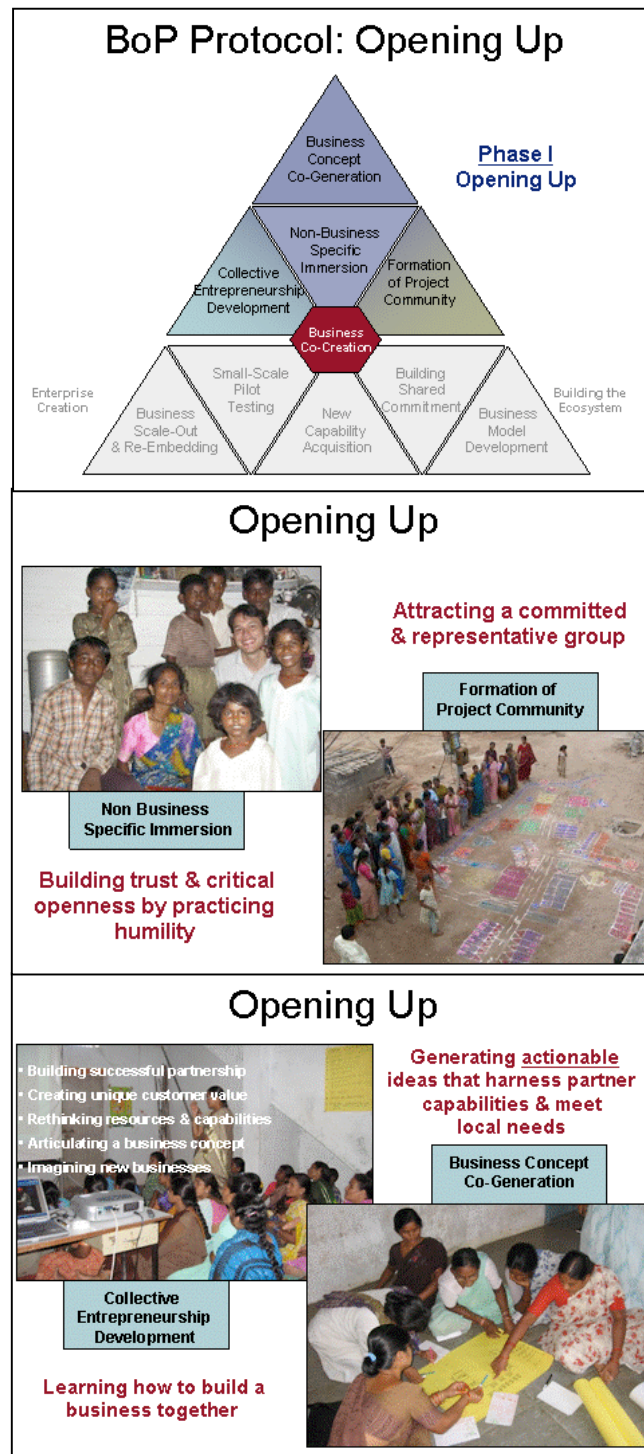 BoP Protocol: Opening Up
Business
Concept
Co-Generation
Phase I
Opening Up
Non-Business
Specific
Immersion
Collective
Entrepreneurship
Development
Formation
of Project
Community
Business
Co-Creation
Enterprise
Creation
Small-Scale
Pilot
Testing
Building
Shared
Commitment
Building the
Ecosystem
Business
Scale-Out
& Re-Embedding
New
Capability
Acquisition
Business
Model
Development
Opening Up
Attracting a committed
& representative group
Formation of
Project Community
Non Business
Specific Immersion
Building trust & critical
openness by practicing
humility
Opening Up
• Building successful partnership
• Creating unique customer value
• Rethinking resources & capabilities
• Articulating a business concept
• Imagining new businesses
Generating actionable
ideas that harness partner
capabilities & meet
local needs
Business Concept
Co-Generation
Collective
Entrepreneurship
Development
Learning how to build a
business together